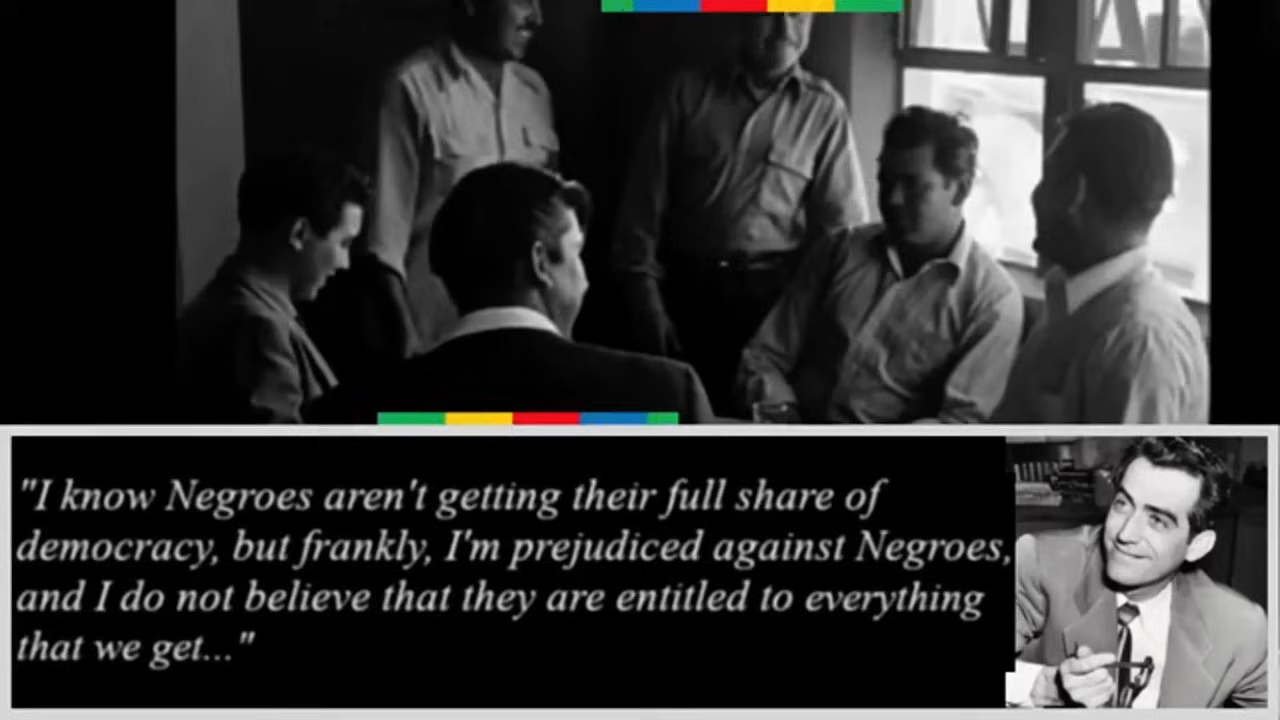 "I know Negroes aren't getting their full share of
democracy, but frankly, I'm prejudiced against Negroes,
and I do not believe that they are entitled to everything
that we get..."